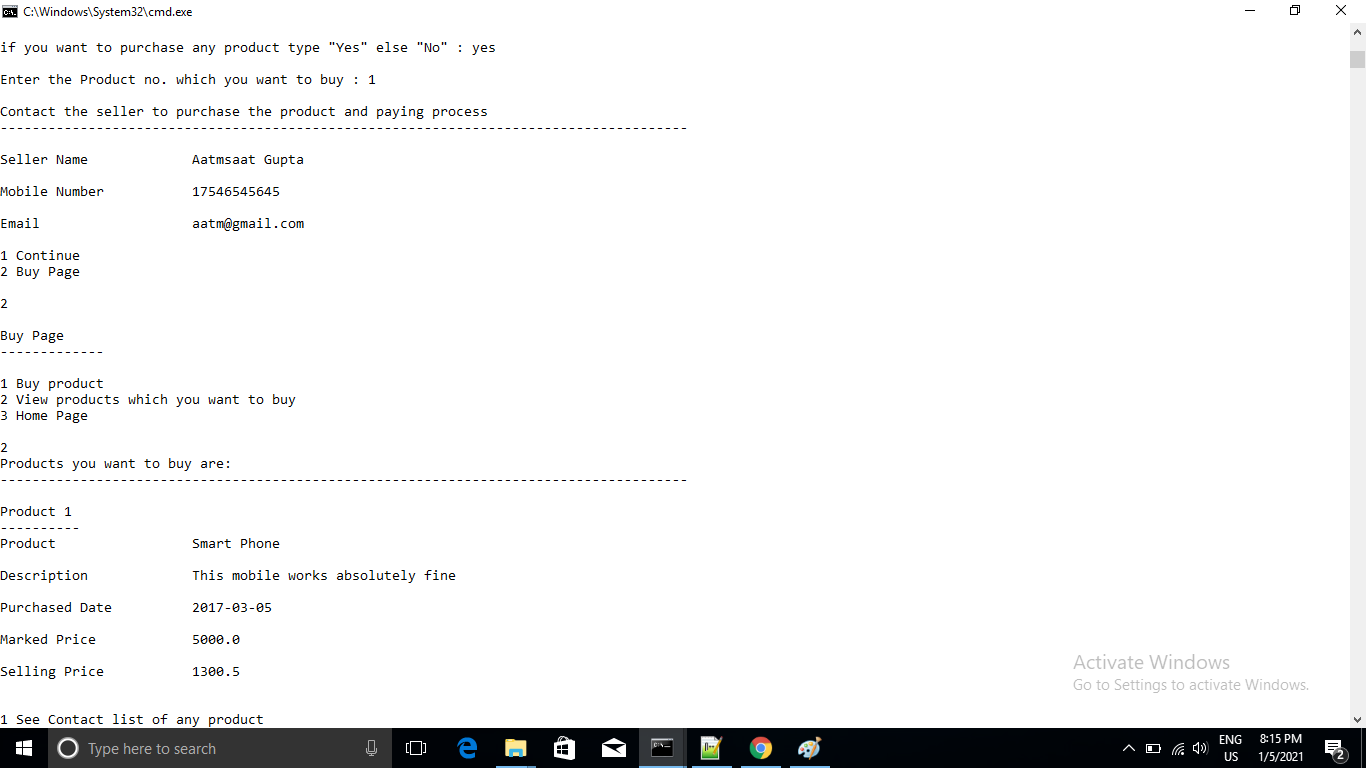 C:\Windows\System32\cmd.exe
if you want to purchase any product type "Yes" else "No" : yes
Enter the Product no. which you want to buy : 1
Contact the seller to purchase the product and paying process
--------------------------------------------------------------------------------------
Seller Name Aatmsaat Gupta
Mobile Number 17546545645
Email aatm@gmail.com
1 Continue
2 Buy Page
2
Buy Page
-------------
1 Buy product
2 View products which you want to buy
3 Home Page
2
Products you want to buy are:
--------------------------------------------------------------------------------------
Product 1
----------
Product Smart Phone
Description This mobile works absolutely fine
Purchased Date 2017-03-05
Marked Price 5000.0
Selling Price 1300.5
Activate Windows
Go to Settings to activate Windows.
1 See Contact list of any product
Type here to search
ENG
US
8:15 PM
1/5/2021
2